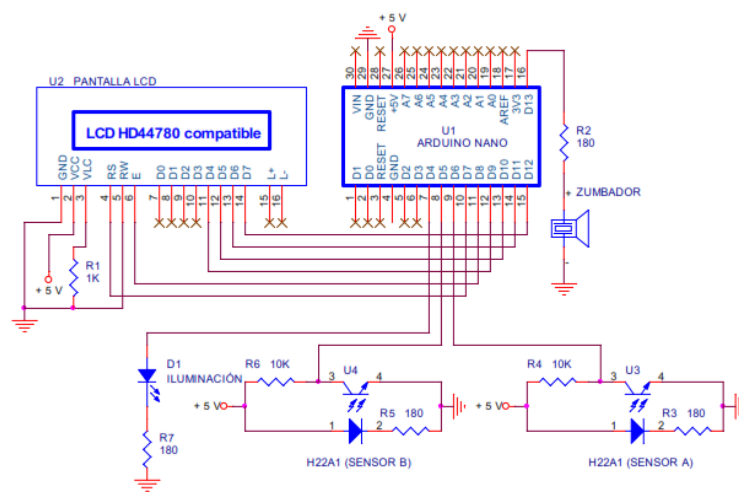 + 5 V
30 29 28 27 26 25 24 23 22 21 20 19 18 17 16
VIN GND RESET +5V A7 A6 A5 A4 A3 A2 A1 A0 AREF 3V3 D13
U1
ARDUINO NANO
D1 D0 RESET GND D2 D3 D4 D5 D6 D7 D8 D9 D10 D11 D12
1 2 3 4 5 6 7 8 9 10 11 12 13 14 15
U2 PANTALLA LCD
LCD HD44780 compatible
GND VCC VLC RS RW E D0 D1 D2 D3 D4 D5 D6 D7 L+ L-
1 2 3 4 5 6 7 8 9 10 11 12 13 14 15 16
R2
180
+ ZUMBADOR
-
R1
1K
+ 5 V
D1
ILUMINACIÓN
R7
180
R6 10K
U4
3 4
+ 5 V
1 2
R5 180
H22A1 (SENSOR B)
R4 10K
U3
3 4
+ 5 V
1 2
R3 180
H22A1 (SENSOR A)